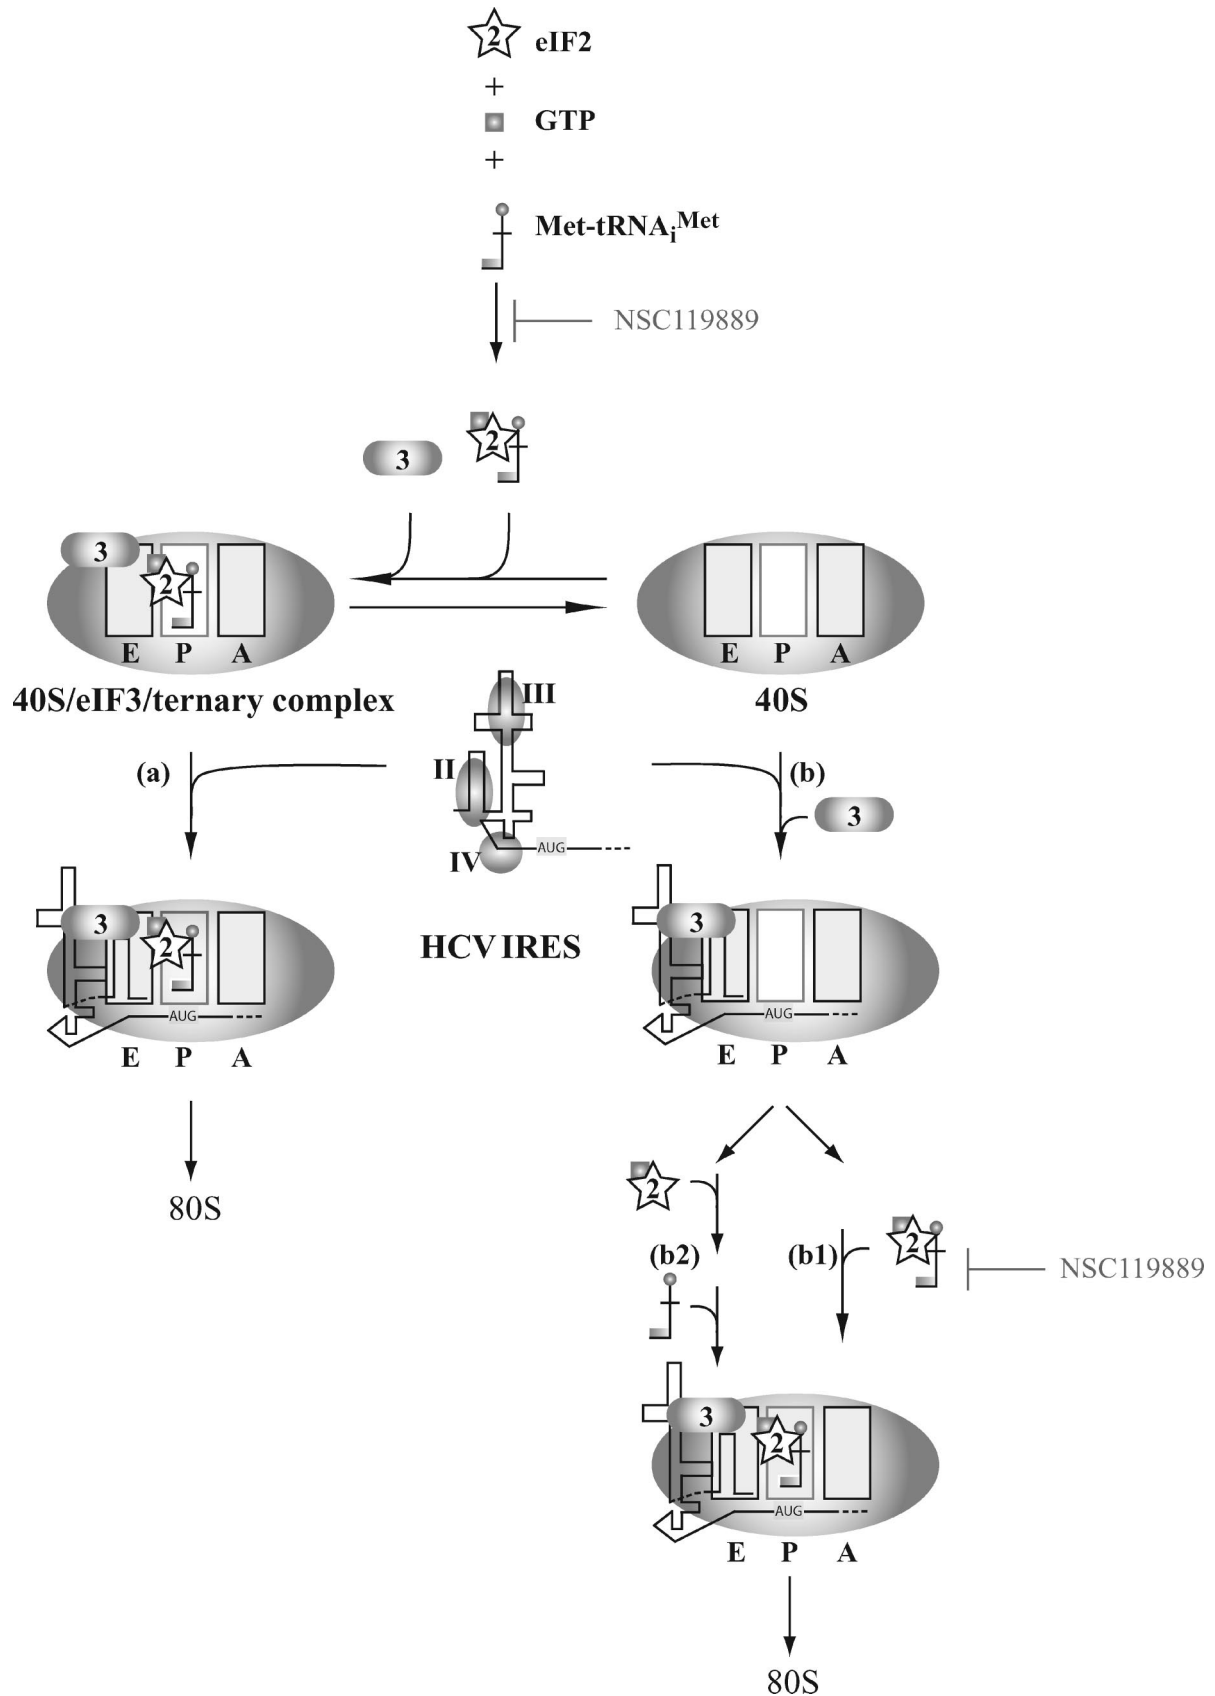 2 eIF2
+
GTP
+
Met-tRNAiMet
NSC119889
3 2
3 2
E P A
E P A
40S/eIF3/ternary complex
40S
III
(a)
II
(b)
3
IV AUG
3 2
HCV IRES
3
AUG
AUG
E P A
E P A
2
80S
(b2)
(b1)
2
NSC119889
3 2
AUG
E P A
80S